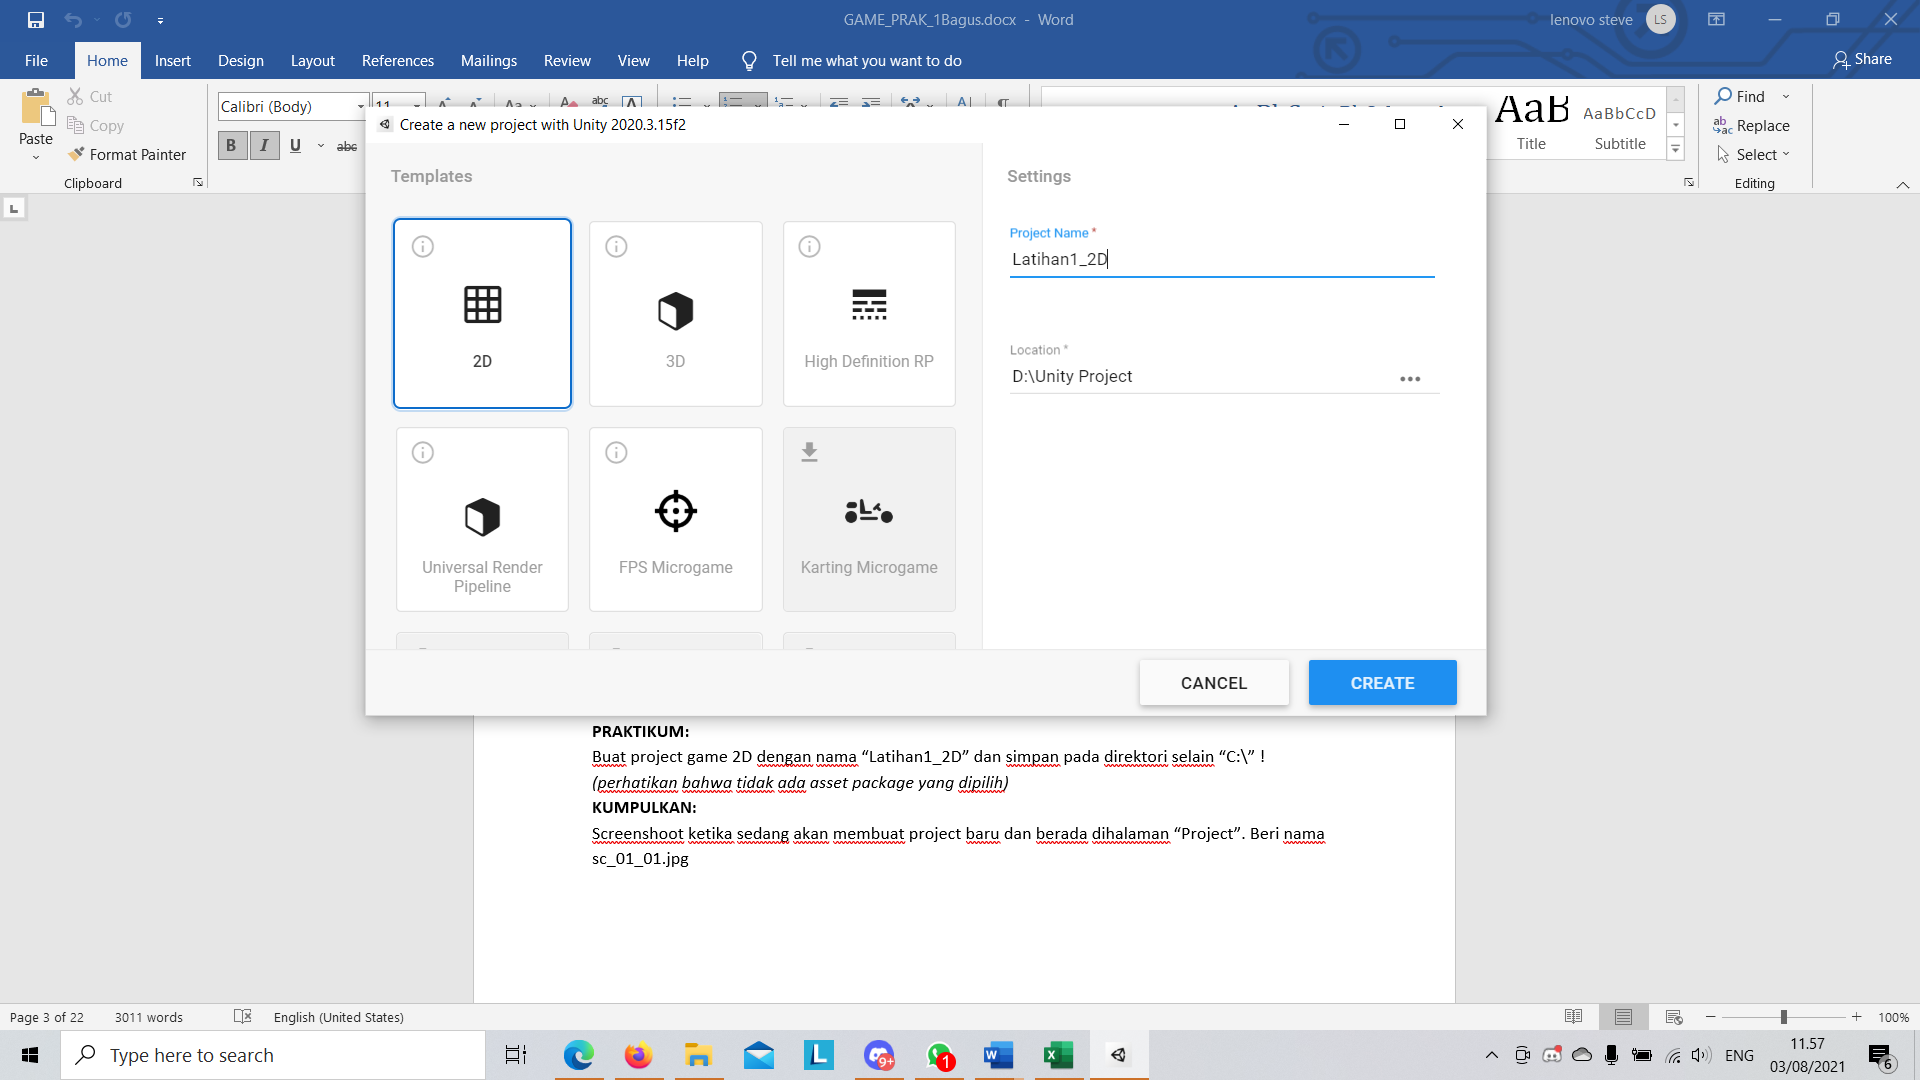 GAME_PRAK_1Bagus.docx - Word
lenovo steve
LS
File
Home
Insert
Design
Layout
References
Mailings
Review
View
Help
Tell me what you want to do
Share
Paste
Cut
Copy
Format Painter
Clipboard
Calibri (Body)
11
B I U abc
AaB
Title
AaBbCcD
Subtitle
Find
Replace
Select
Editing
Create a new project with Unity 2020.3.15f2
Templates
2D
3D
High Definition RP
Universal Render
Pipeline
FPS Microgame
Karting Microgame
Settings
Project Name *
Latihan1_2D
Location *
D:\Unity Project
CANCEL
CREATE
PRAKTIKUM:
Buat project game 2D dengan nama “Latihan1_2D” dan simpan pada direktori selain “C:\” !
(perhatikan bahwa tidak ada asset package yang dipilih)
KUMPULKAN:
Screenshoot ketika sedang akan membuat project baru dan berada dihalaman “Project”. Beri nama
sc_01_01.jpg
Page 3 of 22
3011 words
English (United States)
100%
Type here to search
9+
1
ENG
11.57
03/08/2021
6